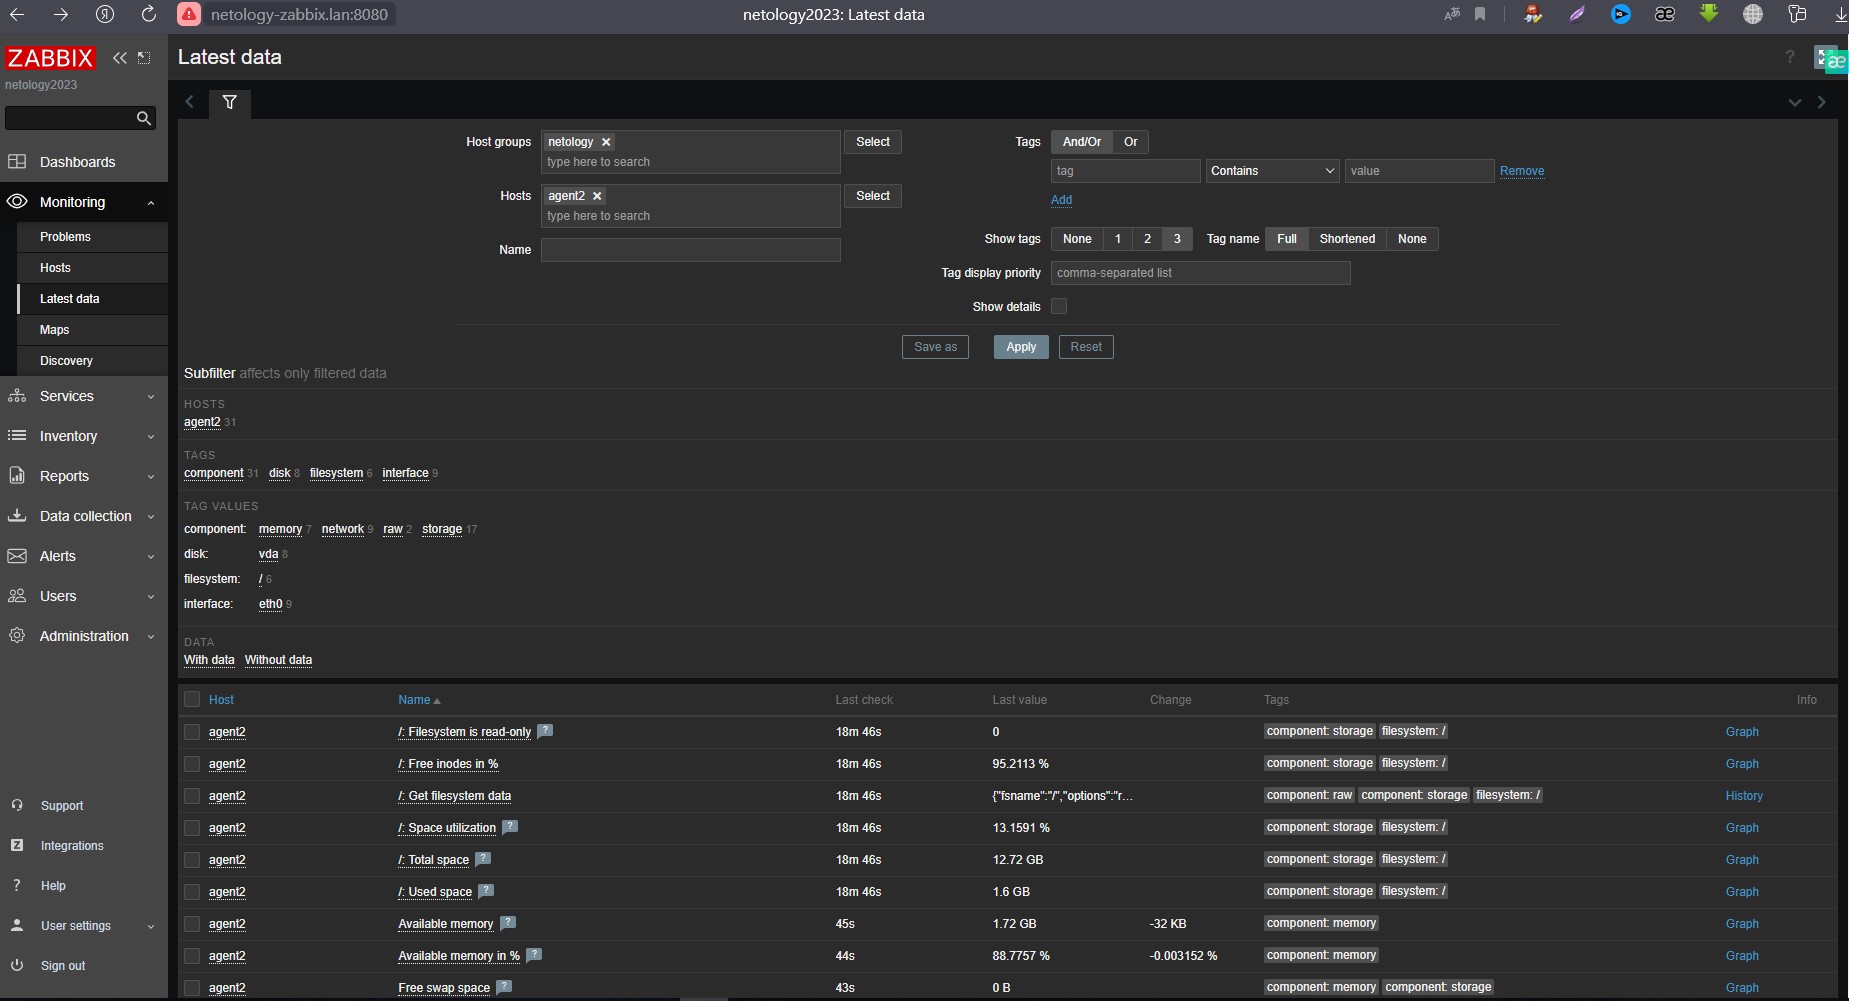 netology-zabbix.lan:8080 netology2023: Latest data
ZABBIX
netology2023
Dashboards
Monitoring
Problems
Hosts
Latest data
Maps
Discovery
Services
Inventory
Reports
Data collection
Alerts
Users
Administration
Support
Integrations
Help
User settings
Sign out
Latest data
Host groups netology type here to search Select
Hosts agent2 type here to search Select
Name
Tags And/Or Or
tag Contains value Remove
Add
Show tags None 1 2 3 Tag name Full Shortened None
Tag display priority comma-separated list
Show details
Save as Apply Reset
Subfilter affects only filtered data
HOSTS
agent2 31
TAGS
component 31 disk 8 filesystem 6 interface 9
TAG VALUES
component: memory 7 network 9 raw 2 storage 17
disk: vda 8
filesystem: / 6
interface: eth0 9
DATA
With data Without data
Host Name Last check Last value Change Tags Info
agent2 /: Filesystem is read-only ? 18m 46s 0 component: storage filesystem: / Graph
agent2 /: Free inodes in % 18m 46s 95.2113 % component: storage filesystem: / Graph
agent2 /: Get filesystem data 18m 46s {"fsname":"/","options":"r... component: raw component: storage filesystem: / History
agent2 /: Space utilization ? 18m 46s 13.1591 % component: storage filesystem: / Graph
agent2 /: Total space ? 18m 46s 12.72 GB component: storage filesystem: / Graph
agent2 /: Used space ? 18m 46s 1.6 GB component: storage filesystem: / Graph
agent2 Available memory ? 45s 1.72 GB -32 KB component: memory Graph
agent2 Available memory in % ? 44s 88.7757 % -0.003152 % component: memory Graph
agent2 Free swap space ? 43s 0 B component: memory component: storage Graph